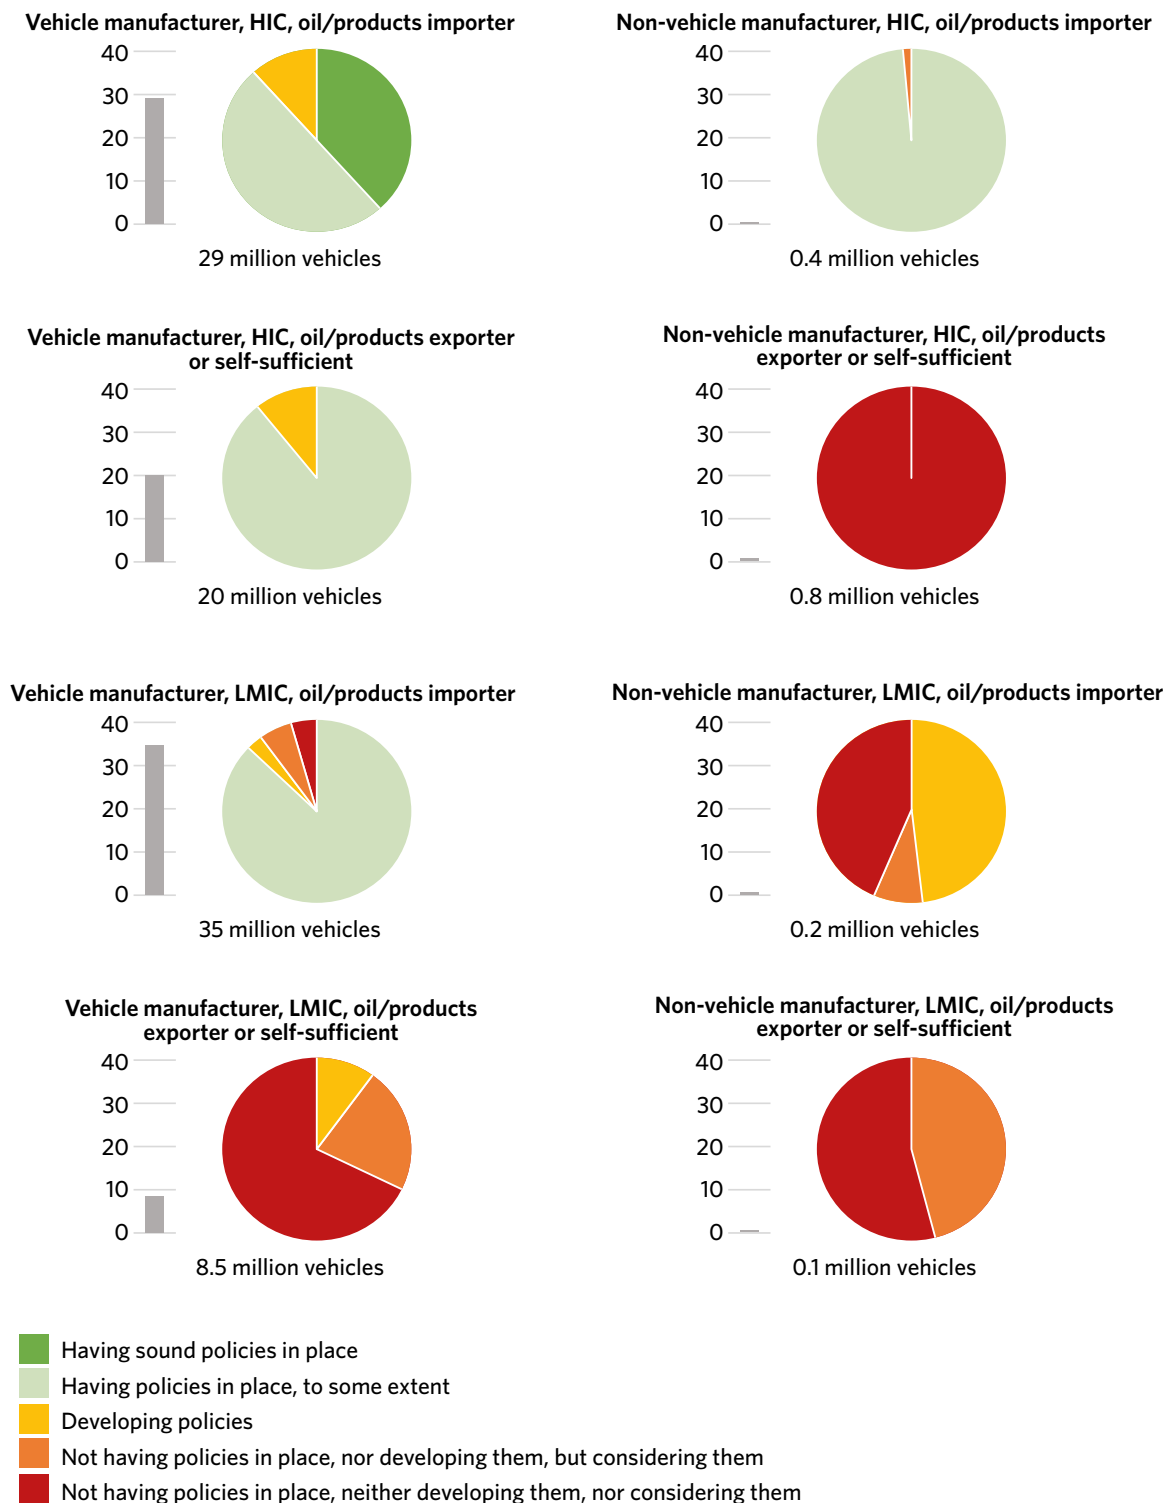 Vehicle manufacturer, HIC, oil/products importer
40
30
20
10
0
29 million vehicles
Non-vehicle manufacturer, HIC, oil/products importer
40
30
20
10
0
0.4 million vehicles
Vehicle manufacturer, HIC, oil/products exporter
or self-sufficient
40
30
20
10
0
20 million vehicles
Non-vehicle manufacturer, HIC, oil/products
exporter or self-sufficient
40
30
20
10
0
0.8 million vehicles
Vehicle manufacturer, LMIC, oil/products importer
40
30
20
10
0
35 million vehicles
Non-vehicle manufacturer, LMIC, oil/products importer
40
30
20
10
0
0.2 million vehicles
Vehicle manufacturer, LMIC, oil/products
exporter or self-sufficient
40
30
20
10
0
8.5 million vehicles
Non-vehicle manufacturer, LMIC, oil/products
exporter or self-sufficient
40
30
20
10
0
0.1 million vehicles
Having sound policies in place
Having policies in place, to some extent
Developing policies
Not having policies in place, nor developing them, but considering them
Not having policies in place, neither developing them, nor considering them